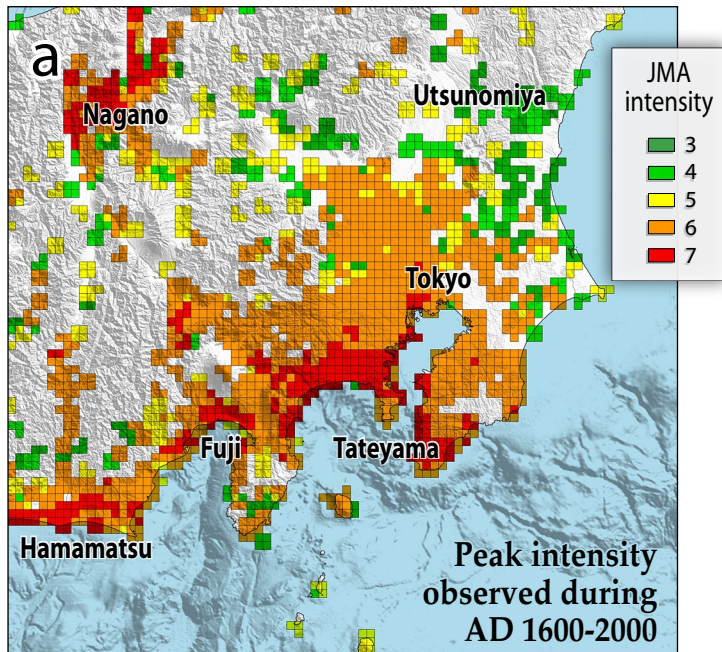 a
Nagano
Utsunomiya
Tokyo
Fuji
Tateyama
Hamamatsu
Peak intensity
observed during
AD 1600-2000
JMA
intensity
3
4
5
6
7